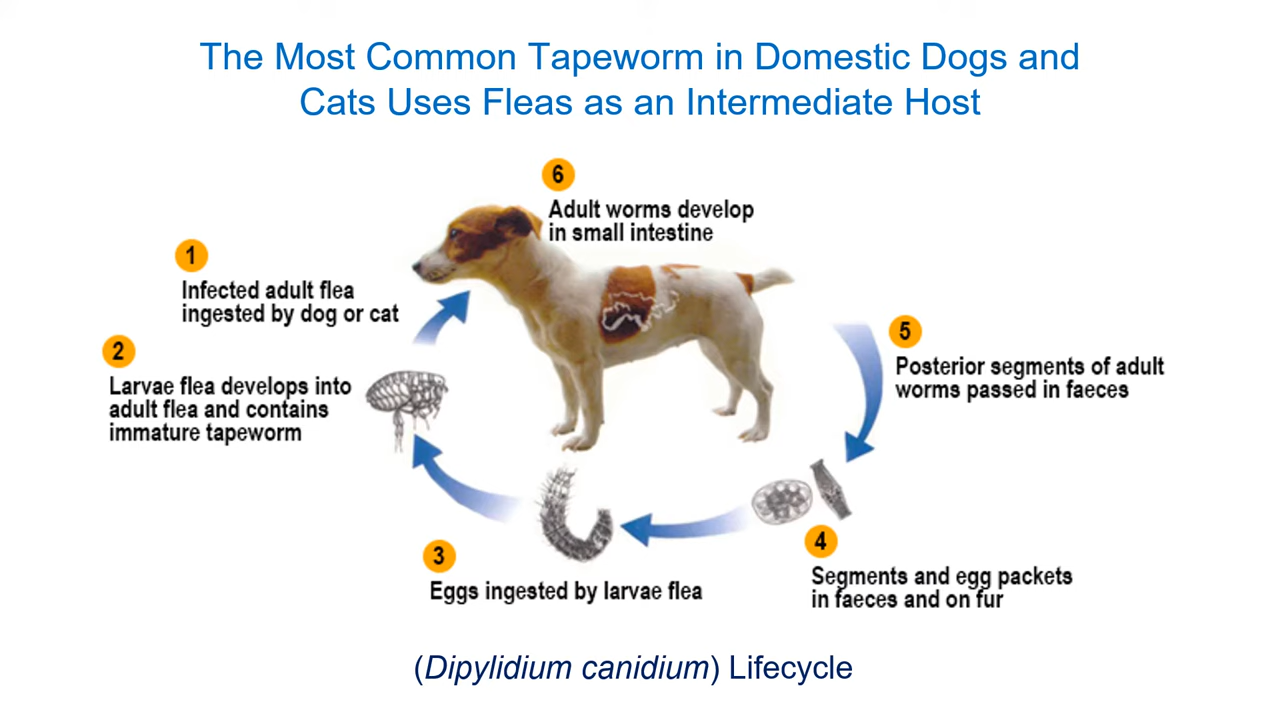 The Most Common Tapeworm in Domestic Dogs and
Cats Uses Fleas as an Intermediate Host
6
Adult worms develop
in small intestine
1
Infected adult flea
ingested by dog or cat
2
Larvae flea develops into
adult flea and contains
immature tapeworm
5
Posterior segments of adult
worms passed in faeces
3
Eggs ingested by larvae flea
4
Segments and egg packets
in faeces and on fur
(Dipylidium canidium) Lifecycle